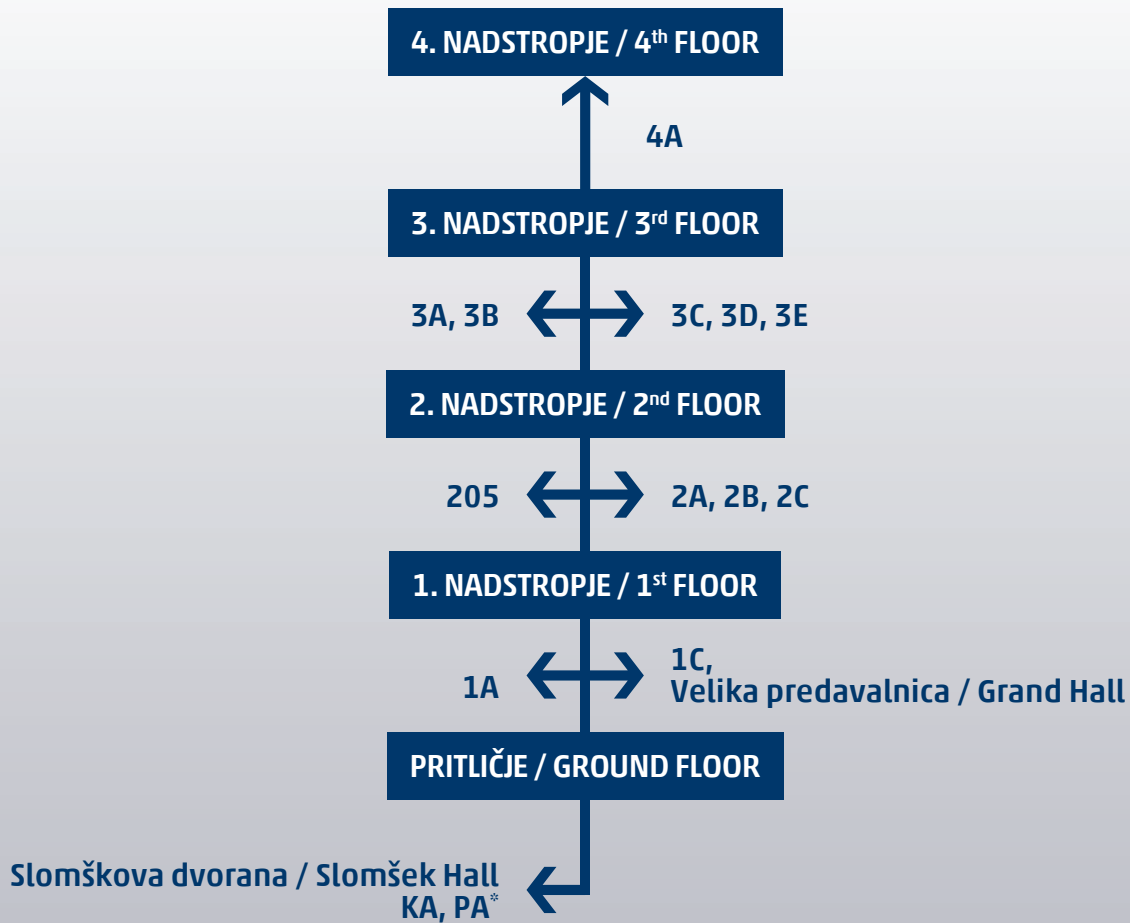 4. NADSTROPJE / 4th FLOOR
4A
3. NADSTROPJE / 3rd FLOOR
3A, 3B
3C, 3D, 3E
2. NADSTROPJE / 2nd FLOOR
205
2A, 2B, 2C
1. NADSTROPJE / 1st FLOOR
1A
1C,
Velika predavalnica / Grand Hall
PRITLIČJE / GROUND FLOOR
Slomškova dvorana / Slomšek Hall
KA, PA*